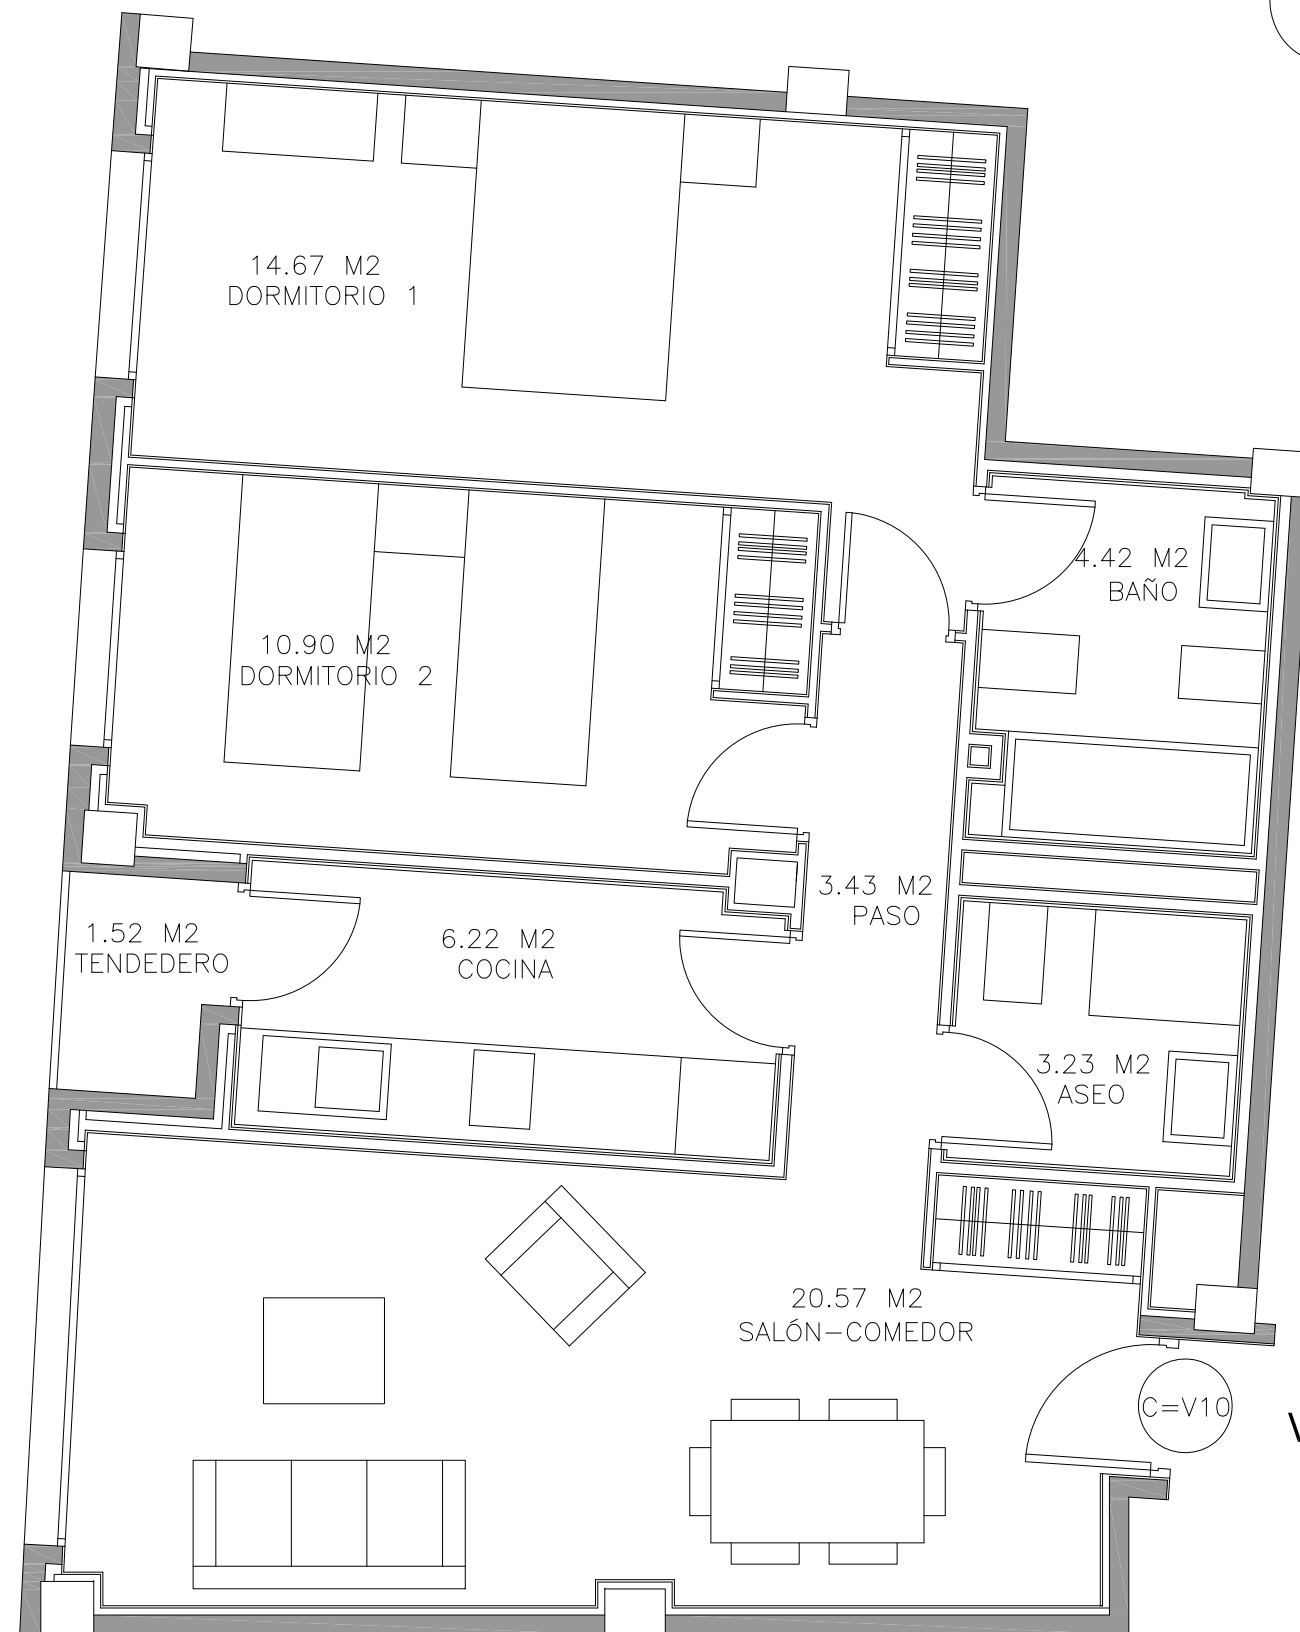 14.67 M2
DORMITORIO 1
4.42 M2
BAÑO
10.90 M2
DORMITORIO 2
3.43 M2
PASO
1.52 M2
TENDEDERO
6.22 M2
COCINA
3.23 M2
ASEO
20.57 M2
SALÓN-COMEDOR
C=V10